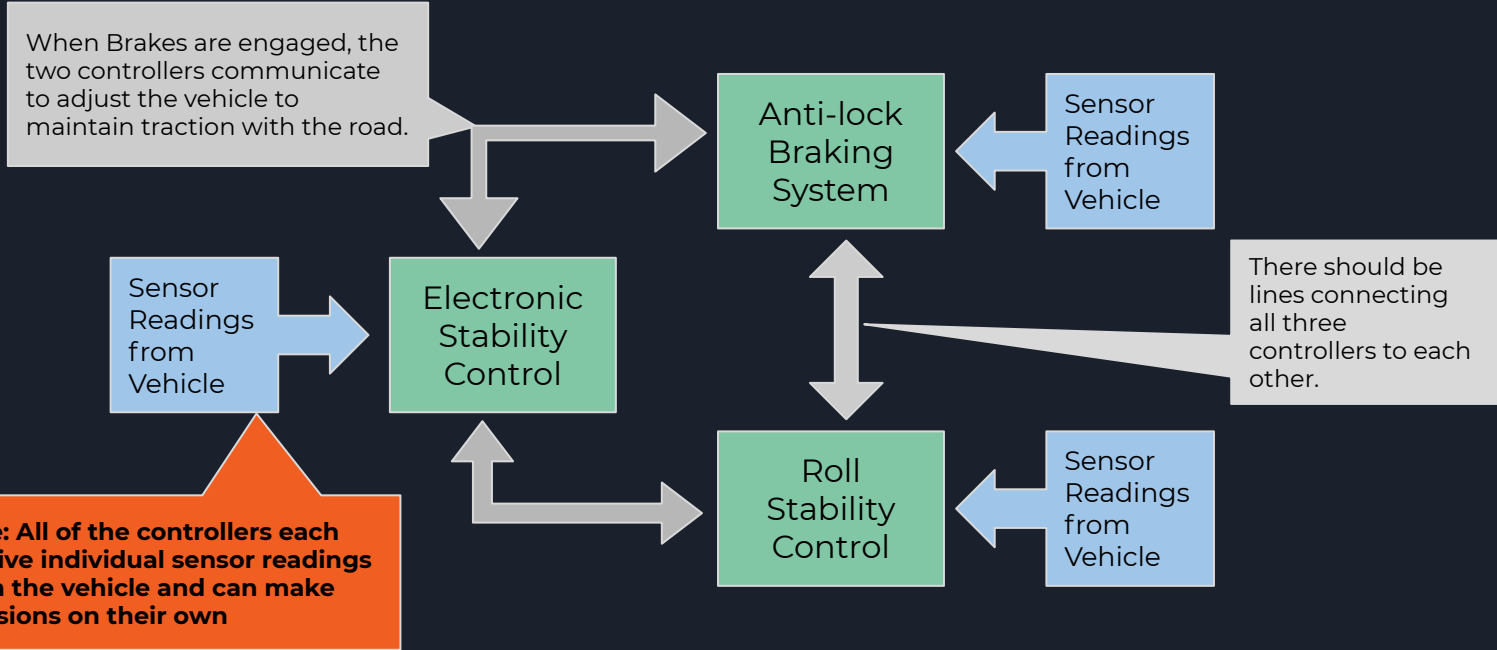 When Brakes are engaged, the
two controllers communicate
to adjust the vehicle to
maintain traction with the road.
Anti-lock
Braking
System
Sensor
Readings
from
Vehicle
Sensor
Readings
from
Vehicle
Electronic
Stability
Control
There should be
lines connecting
all three
controllers to each
other.
Roll
Stability
Control
Sensor
Readings
from
Vehicle
: All of the controllers each
individual sensor readings
the vehicle and can make
on their own